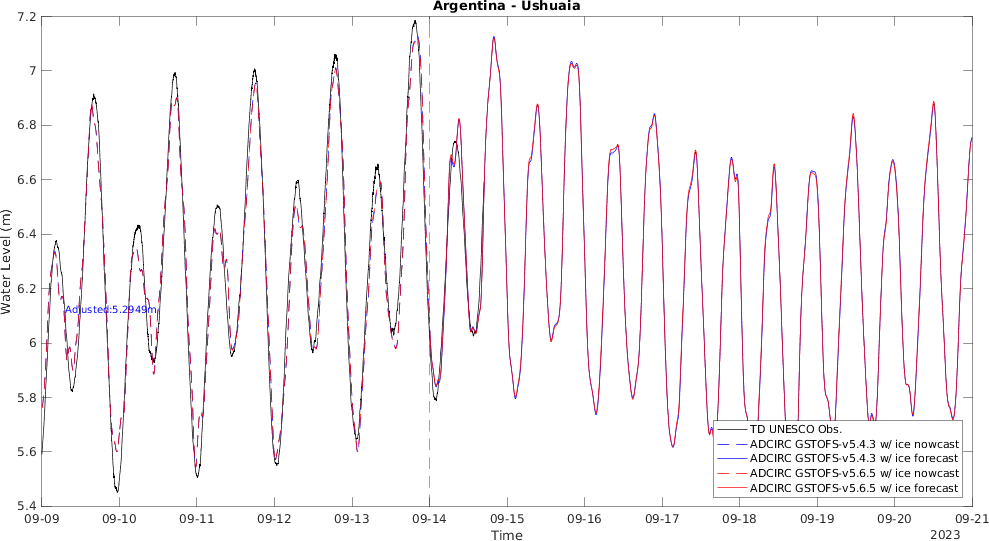 Argentina - Ushuaia
Water Level (m)
7.2
7
6.8
6.6
6.4
6.2
6
5.8
5.6
5.4
Adjusted:5.2949m
TD UNESCO Obs.
ADCIRC GSTOFS-v5.4.3 w/ ice nowcast
ADCIRC GSTOFS-v5.4.3 w/ ice forecast
ADCIRC GSTOFS-v5.6.5 w/ ice nowcast
ADCIRC GSTOFS-v5.6.5 w/ ice forecast
09-09 09-10 09-11 09-12 09-13 09-14 09-15 09-16 09-17 09-18 09-19 09-20 09-21
Time
2023